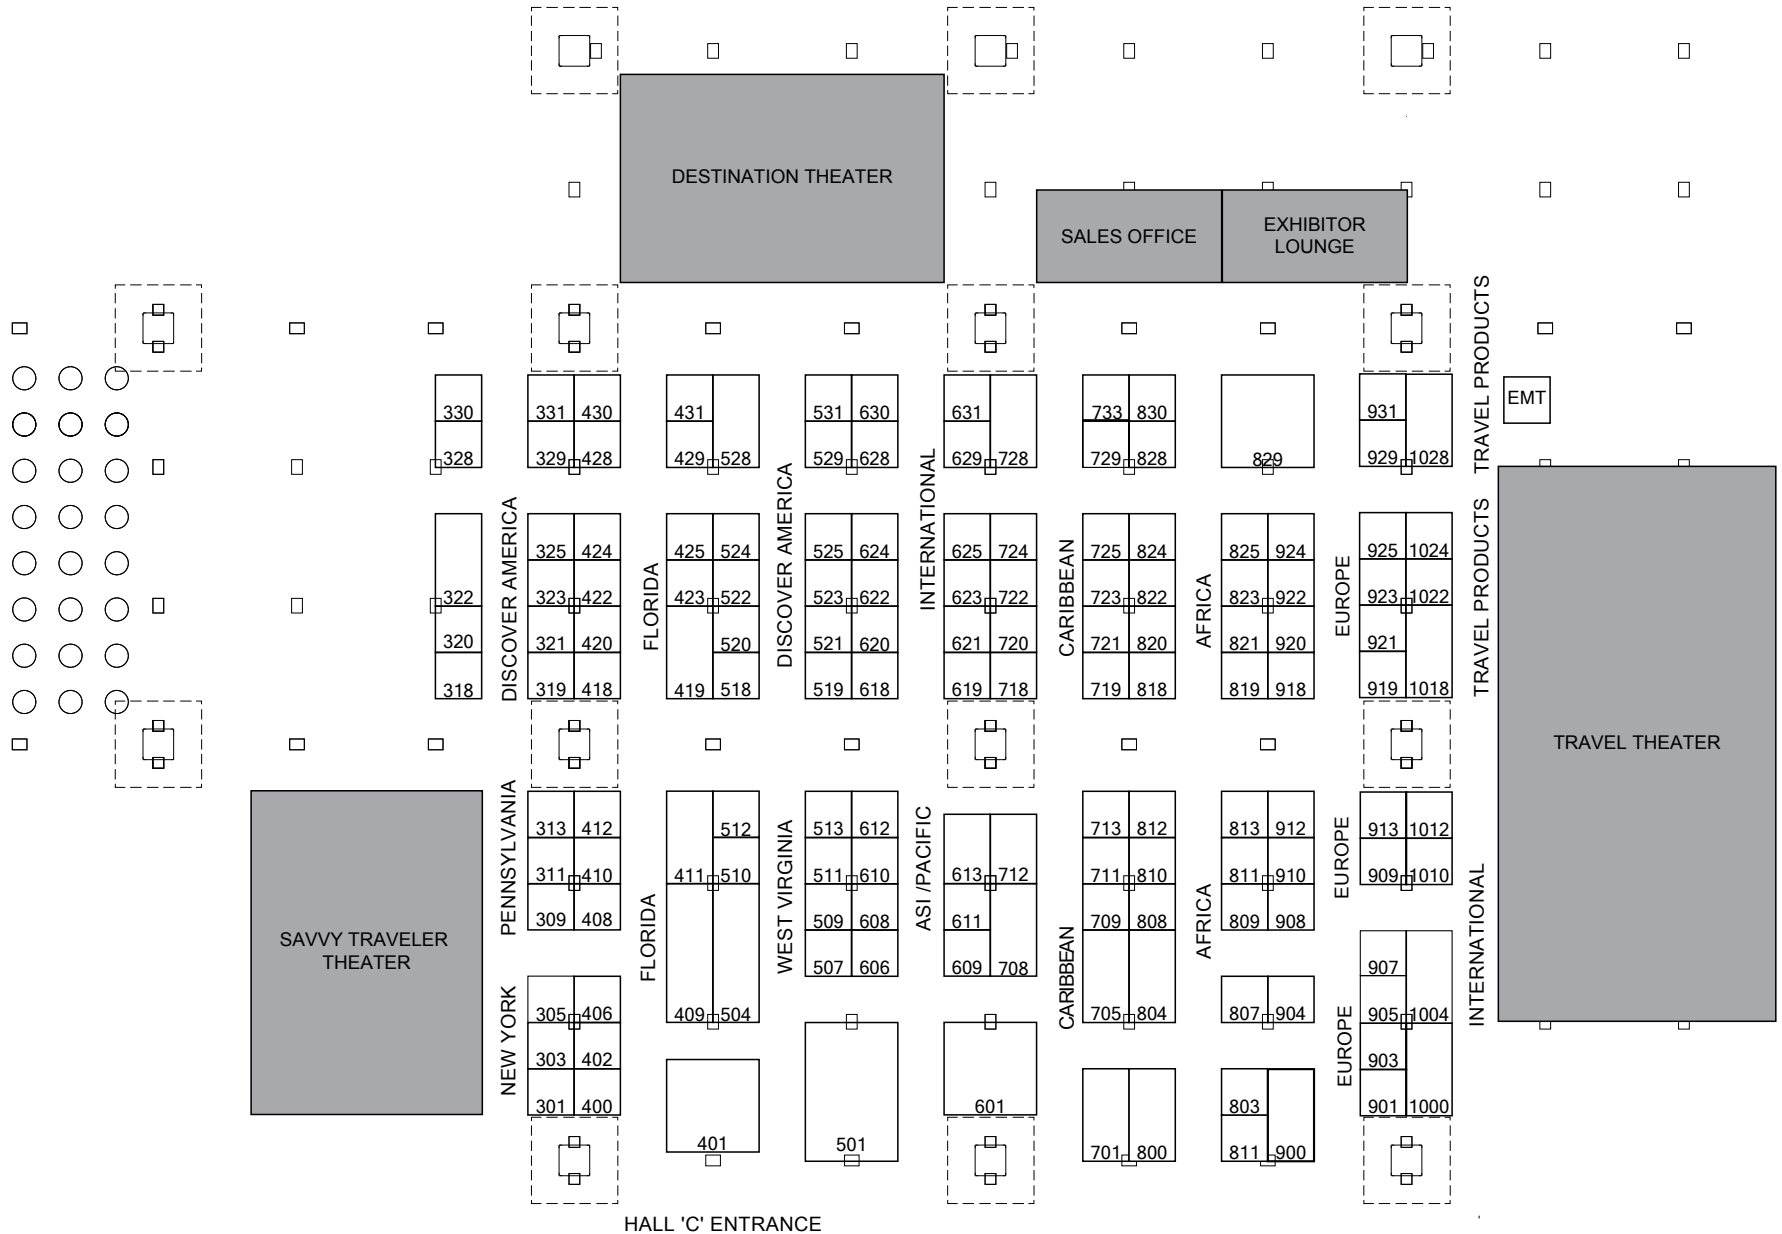 DESTINATION THEATER
SALES OFFICE
EXHIBITOR
LOUNGE
TRAVEL PRODUCTS
EMT
330
331 430
431
531 630
631
733 830
931
328
329 428
429 528
529 628
629 728
729 828
829
929 1028
DISCOVER AMERICA
FLORIDA
DISCOVER AMERICA
INTERNATIONAL
CARIBBEAN
AFRICA
EUROPE
TRAVEL PRODUCTS
325 424
425 524
525 624
625 724
725 824
825 924
925 1024
322
323 422
423 522
523 622
623 722
723 822
823 922
923 1022
320
321 420
520
521 620
621 720
721 820
821 920
921
318
319 418
419 518
519 618
619 718
719 818
819 918
919 1018
TRAVEL THEATER
PENNSYLVANIA
FLORIDA
WEST VIRGINIA
ASI /PACIFIC
CARIBBEAN
AFRICA
EUROPE
INTERNATIONAL
313 412
512
513 612
713 812
813 912
913 1012
311 410
411 510
511 610
613 712
711 810
811 910
909 1010
309 408
509 608
611
709 808
809 908
SAVVY TRAVELER
THEATER
507 606
609 708
907
NEW YORK
EUROPE
305 406
409 504
705 804
807 904
905 1004
303 402
903
301 400
601
803
901 1000
401
501
701 800
811 900
HALL 'C' ENTRANCE